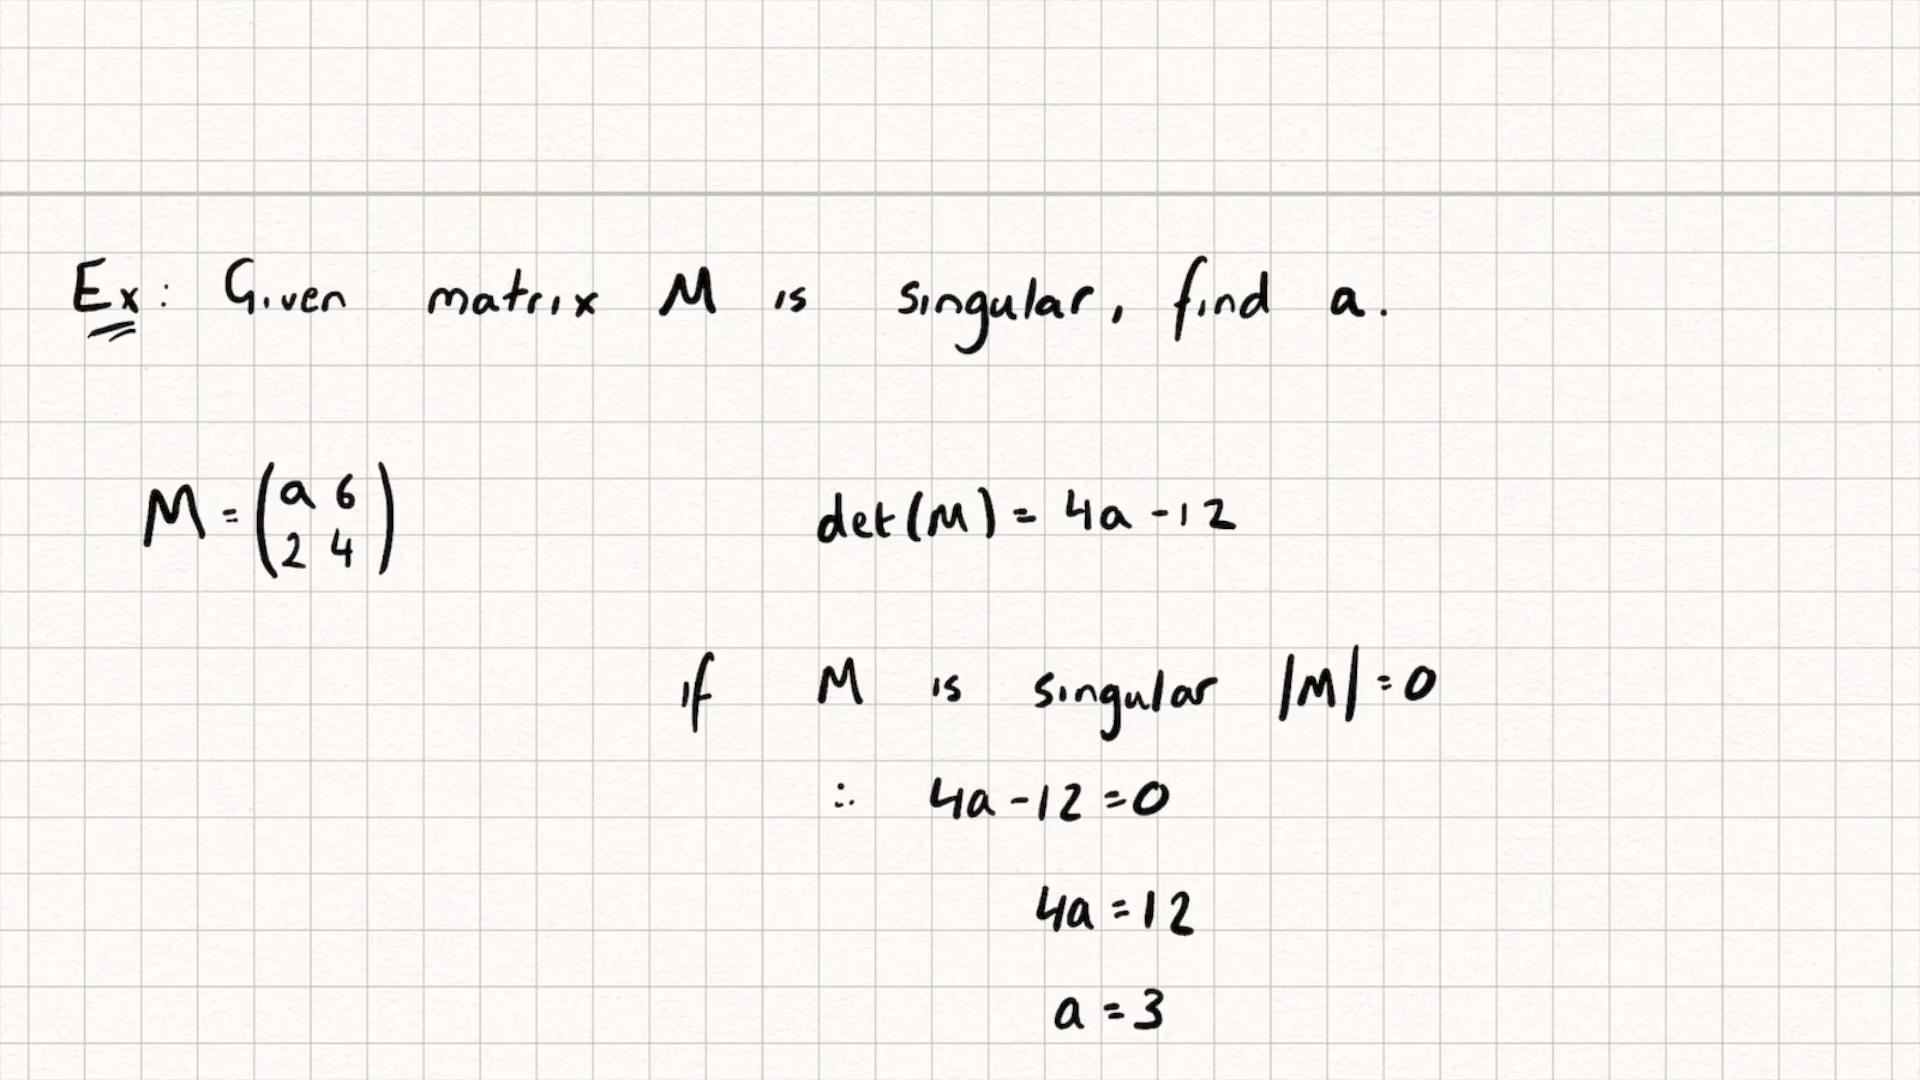 Ex: Given matrix M is singular, find a.
M = (a 6
2 4)
det(M) = 4a - 12
if M is singular |M| = 0
∴ 4a - 12 = 0
4a = 12
a = 3